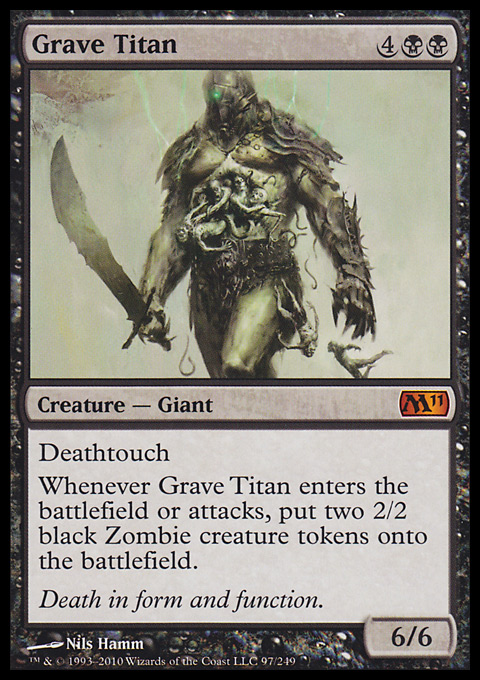 Grave Titan 4
Creature — Giant M11
Deathtouch
Whenever Grave Titan enters the
battlefield or attacks, put two 2/2
black Zombie creature tokens onto
the battlefield.
Death in form and function.
6/6
Nils Hamm
™ & © 1993–2010 Wizards of the Coast LLC 97/249